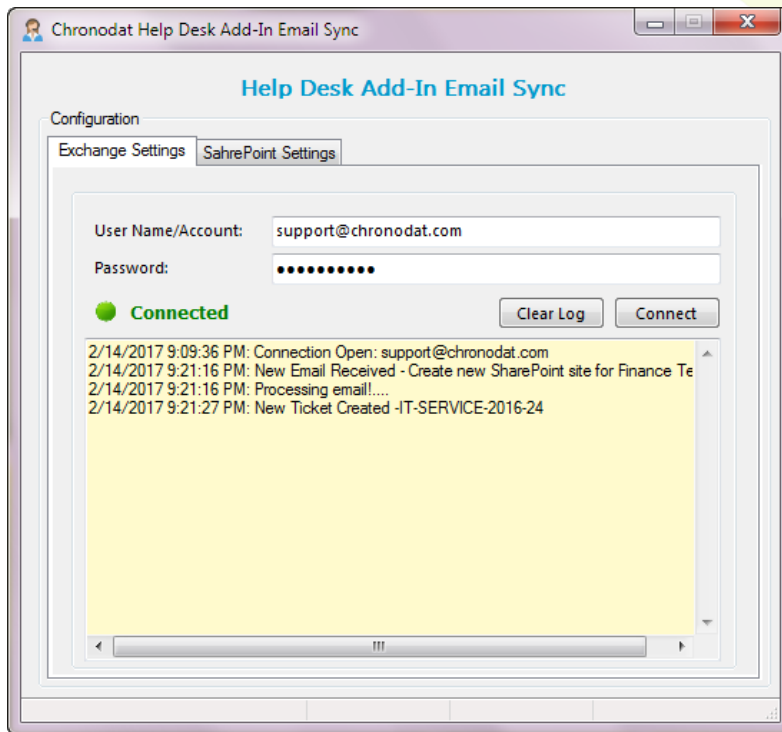 Chronodat Help Desk Add-In Email Sync
Help Desk Add-In Email Sync
Configuration
Exchange Settings SahrePoint Settings
User Name/Account: support@chronodat.com
Password: ●●●●●●●●●●
Connected Clear Log Connect
2/14/2017 9:09:36 PM: Connection Open: support@chronodat.com
2/14/2017 9:21:16 PM: New Email Received - Create new SharePoint site for Finance Te
2/14/2017 9:21:16 PM: Processing email!....
2/14/2017 9:21:27 PM: New Ticket Created -IT-SERVICE-2016-24